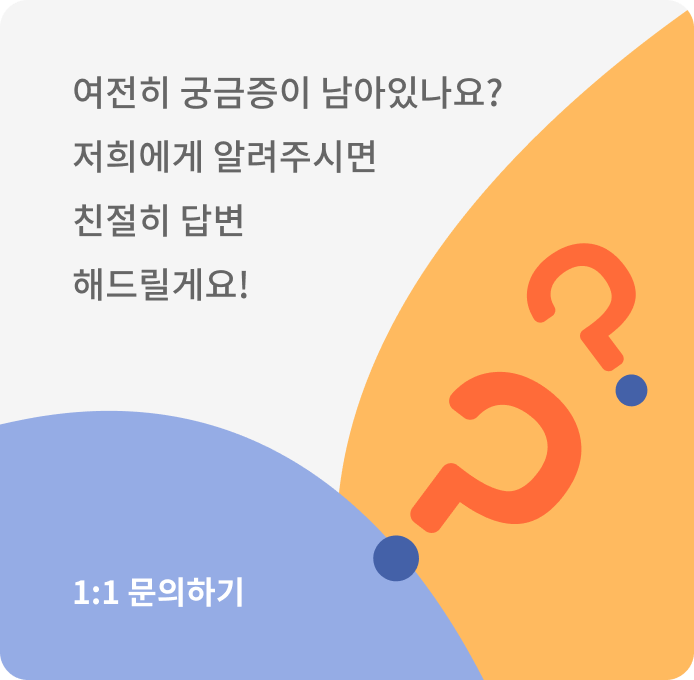 여전히 궁금증이 남아있나요?
저희에게 알려주시면
친절히 답변
해드릴게요!
1:1 문의하기